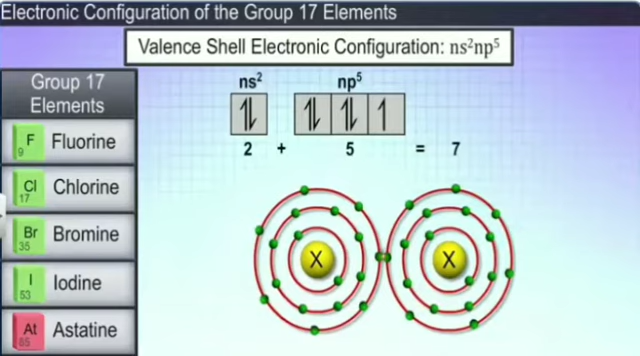 Electronic Configuration of the Group 17 Elements
Valence Shell Electronic Configuration: ns²np⁵
Group 17
Elements
F
9
Fluorine
Cl
17
Chlorine
Br
35
Bromine
I
53
Iodine
At
85
Astatine
ns² np⁵
2 + 5 = 7
X X